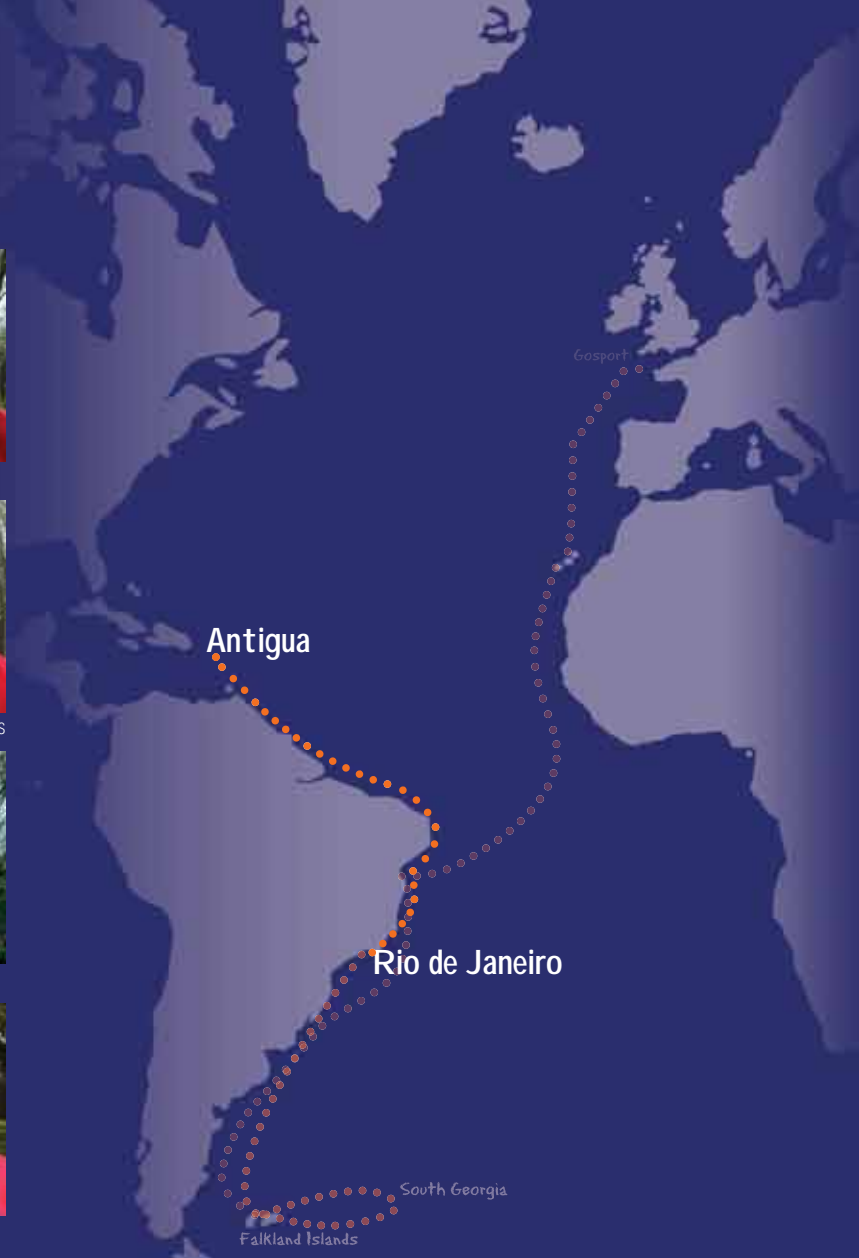 Gosport
Antigua
s
Rio de Janeiro
South Georgia
Falkland Islands